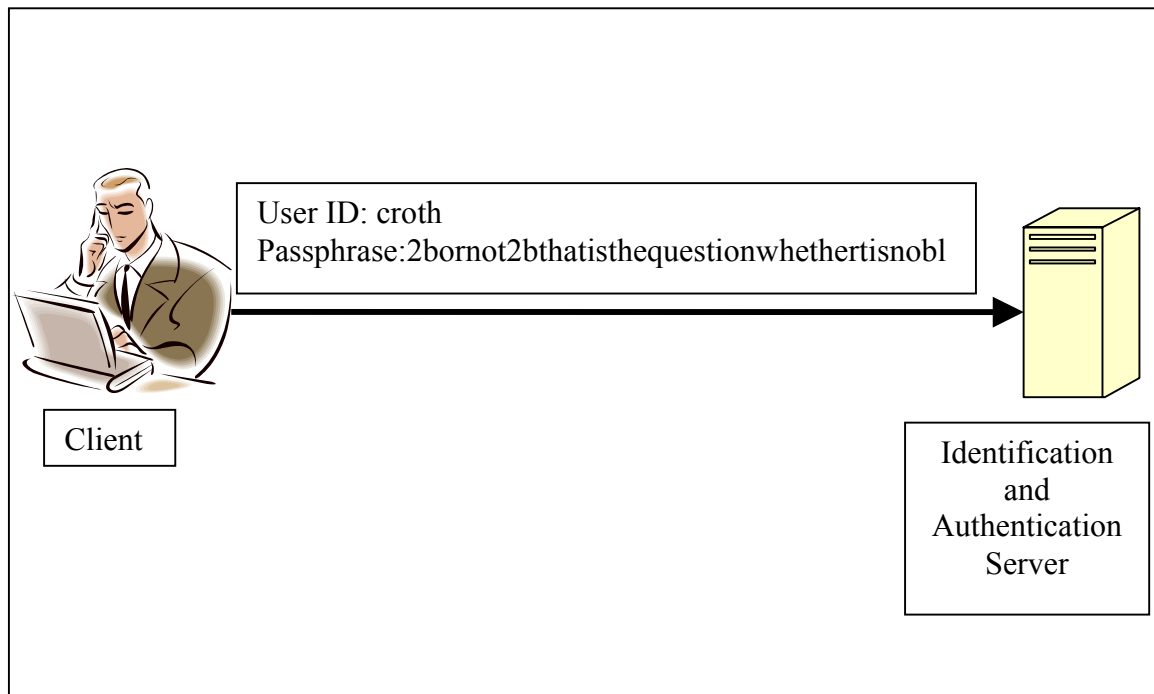 User ID: croth
Passphrase:2bornot2bthatisthequestionwhethertisnobl
Client
Identification
and
Authentication
Server